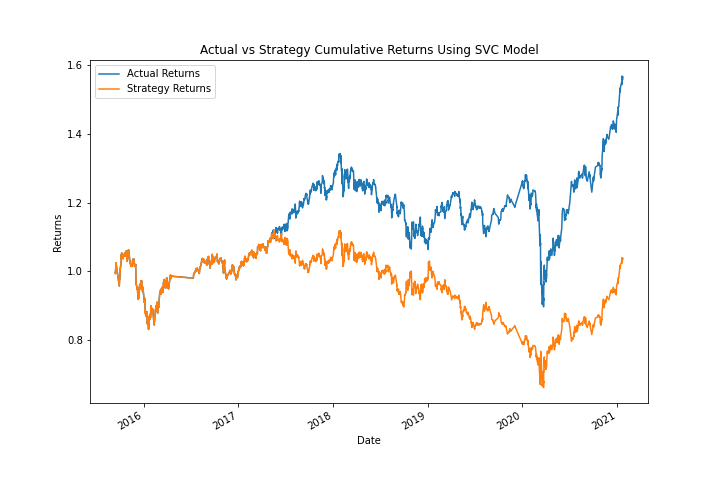 Actual vs Strategy Cumulative Returns Using SVC Model
Actual Returns
Strategy Returns
Returns
1.6
1.4
1.2
1.0
0.8
2016
2017
2018
2019
2020
2021
Date